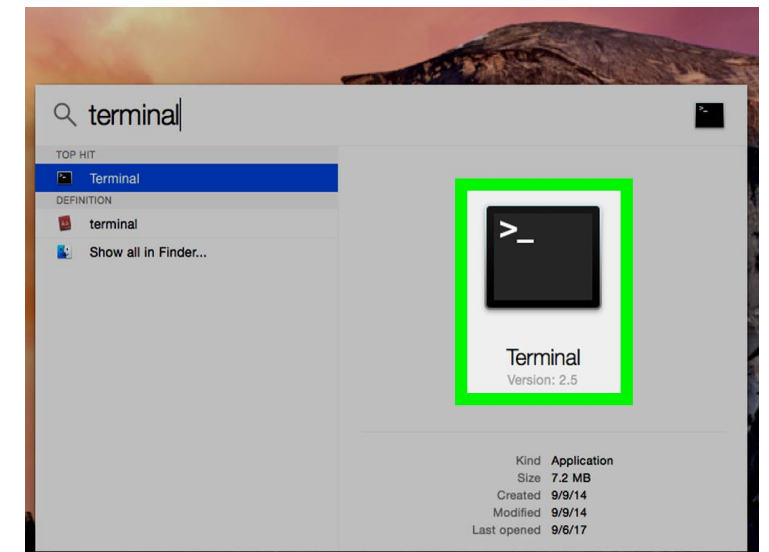 terminal
TOP HIT
Terminal
DEFINITION
terminal
Show all in Finder...
>_
Terminal
Version: 2.5
Kind Application
Size 7.2 MB
Created 9/9/14
Modified 9/9/14
Last opened 9/6/17